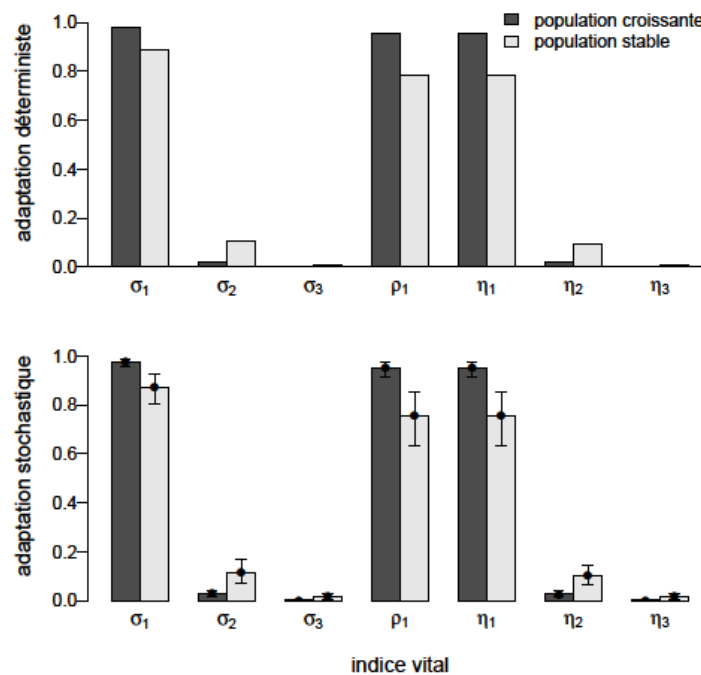 population croissante
population stable
adaptation déterministe
1.0
0.8
0.6
0.4
0.2
0.0
σ1 σ2 σ3 ρ1 η1 η2 η3
adaptation stochastique
1.0
0.8
0.6
0.4
0.2
0.0
σ1 σ2 σ3 ρ1 η1 η2 η3
indice vital